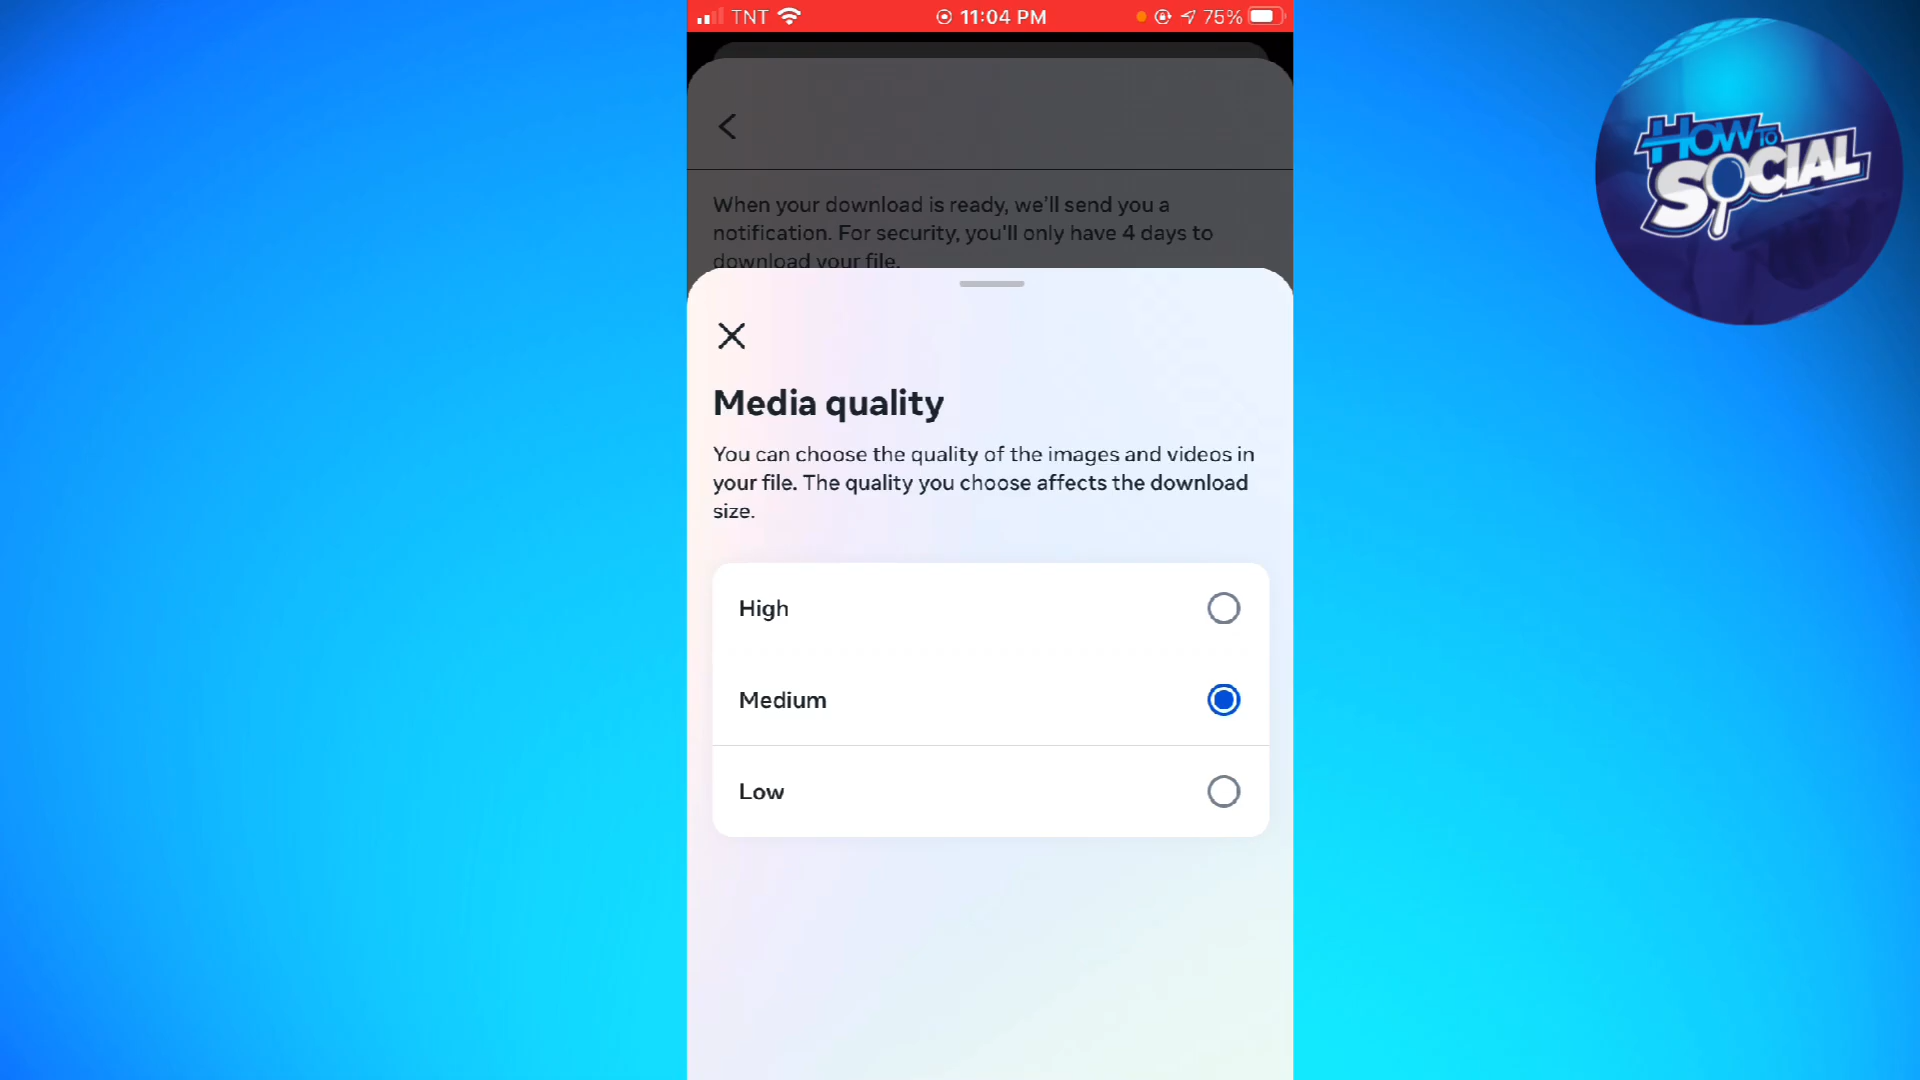 TNT 11:04 PM 75%
HOW TO
SOCIAL
When your download is ready, we'll send you a
notification. For security, you'll only have 4 days to
download your file.
Media quality
You can choose the quality of the images and videos in
your file. The quality you choose affects the download
size.
High
Medium
Low